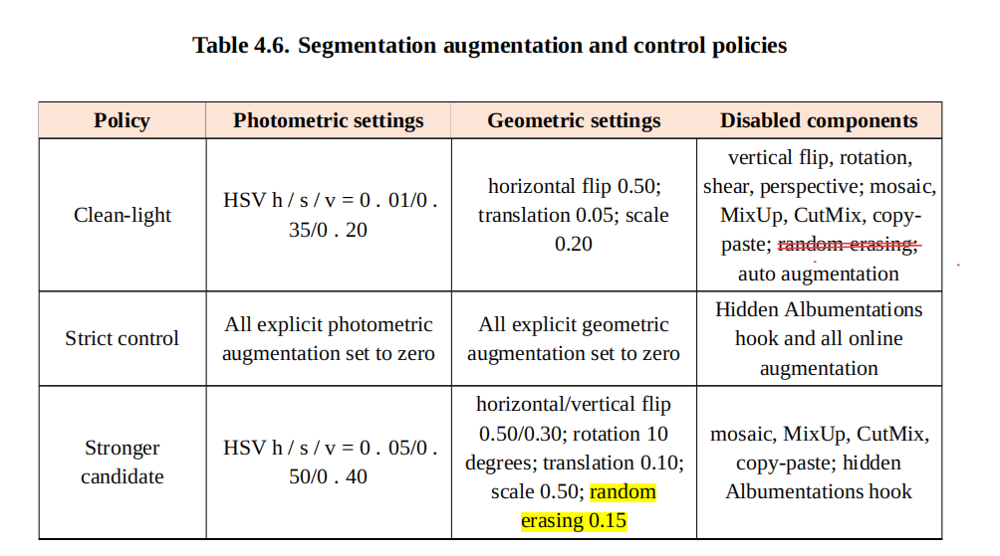 Table 4.6. Segmentation augmentation and control policies
Policy
Photometric settings
Geometric settings
Disabled components
Clean-light
HSV h / s / v = 0 . 01/0 .
35/0 . 20
horizontal flip 0.50;
translation 0.05; scale
0.20
vertical flip, rotation,
shear, perspective; mosaic,
MixUp, CutMix, copy-
paste; random erasing;
auto augmentation
Strict control
All explicit photometric
augmentation set to zero
All explicit geometric
augmentation set to zero
Hidden Albumentations
hook and all online
augmentation
Stronger
candidate
HSV h / s / v = 0 . 05/0 .
50/0 . 40
horizontal/vertical flip
0.50/0.30; rotation 10
degrees; translation 0.10;
scale 0.50; random
erasing 0.15
mosaic, MixUp, CutMix,
copy-paste; hidden
Albumentations hook